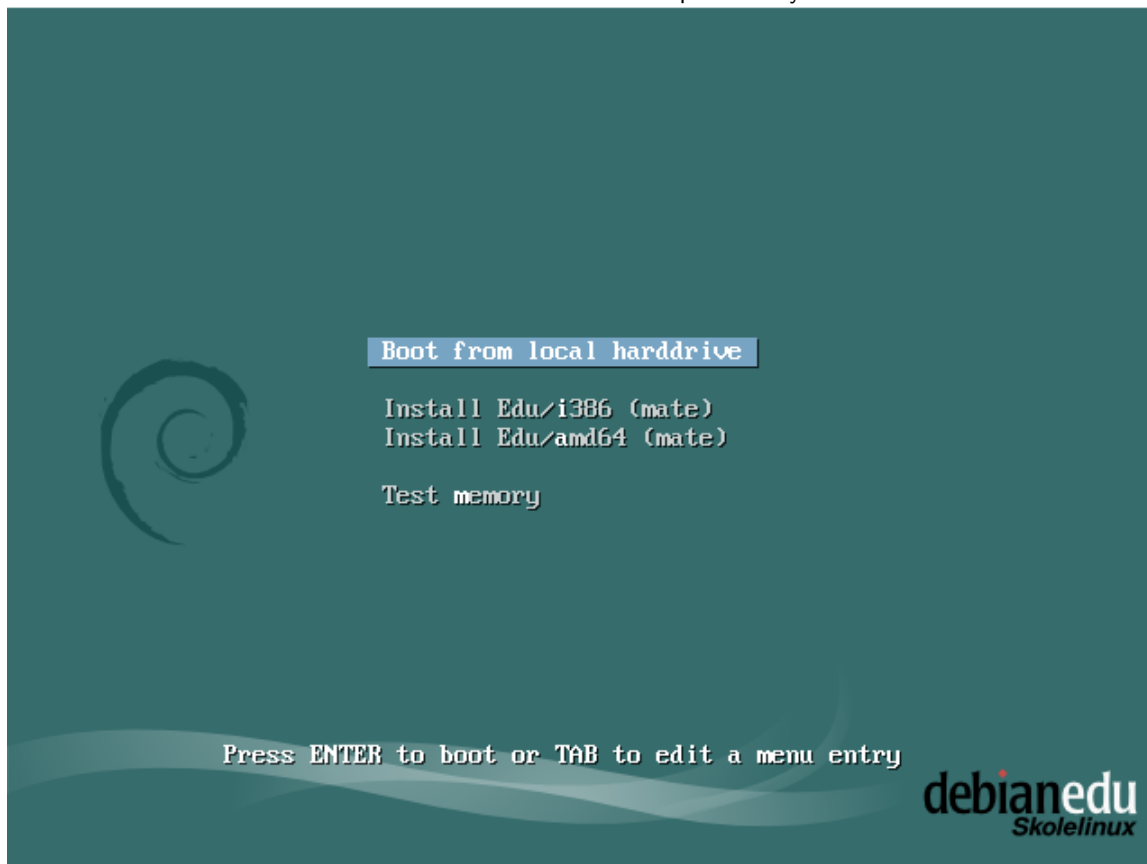 Boot from local harddrive
Install Edu/i386 (mate)
Install Edu/amd64 (mate)
Test memory
Press ENTER to boot or TAB to edit a menu entry
debianedu
Skolelinux